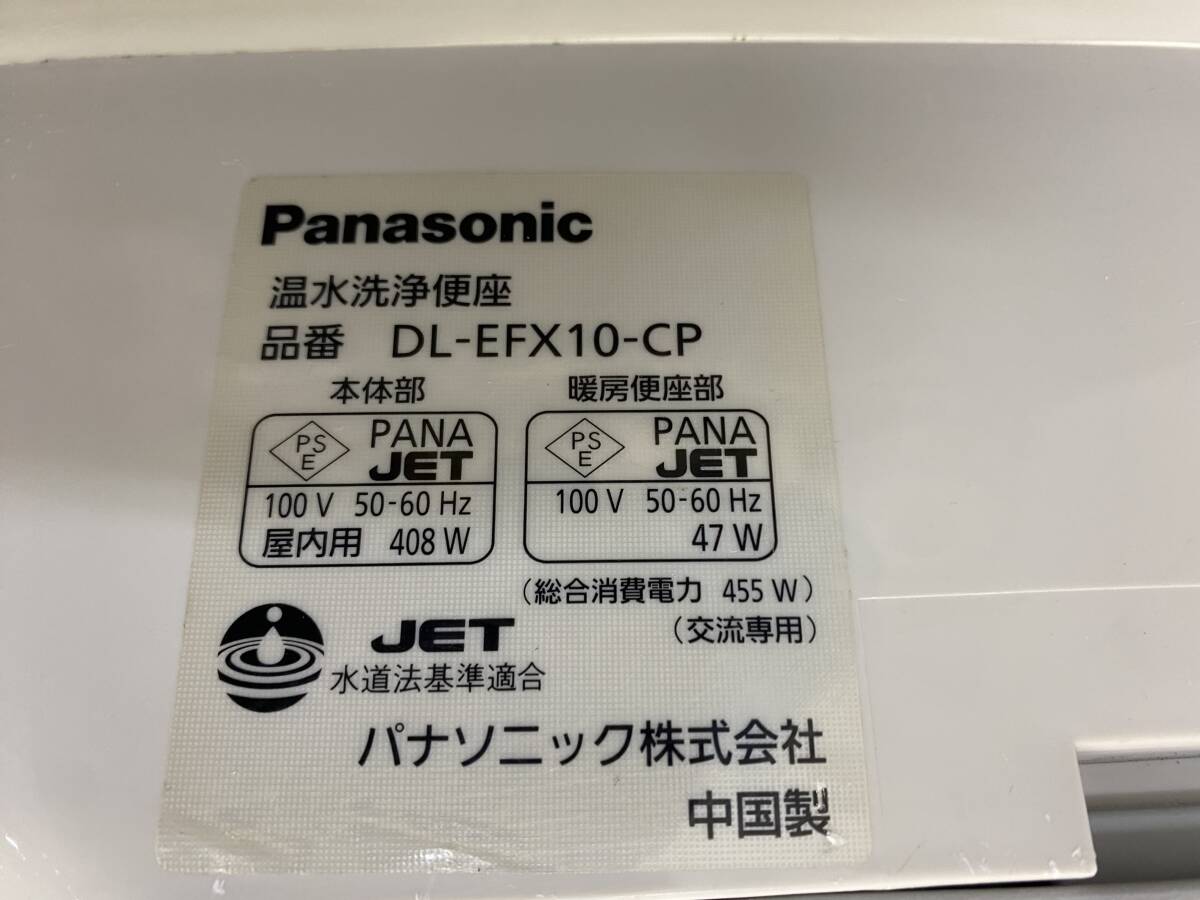 Panasonic
温水洗浄便座
品番 DL-EFX10-CP
本体部
PSE PANA JET
100 V 50-60 Hz
屋内用 408 W
暖房便座部
PSE PANA JET
100 V 50-60 Hz
47 W
(総合消費電力 455 W)
(交流専用)
JET
水道法基準適合
パナソニック株式会社
中国製